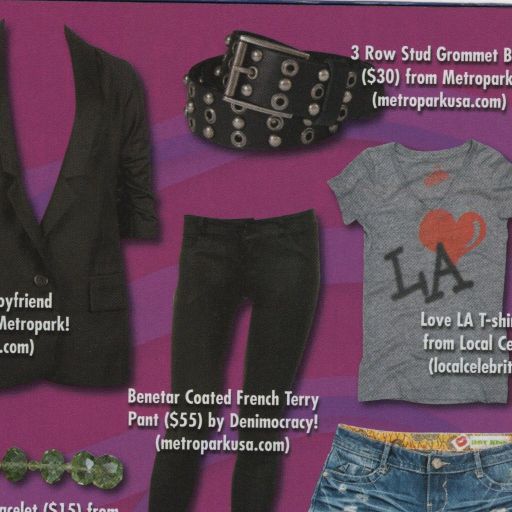 3 Row Stud Grommet B
($30) from Metropark
(metroparkusa.com)
LA
oyfriend
Metropark!
.com)
Love LA T-shi
from Local Ce
(localcelebrit
Benetar Coated French Terry
Pant ($55) by Denimocracy!
(metroparkusa.com)
acelet ($15) from